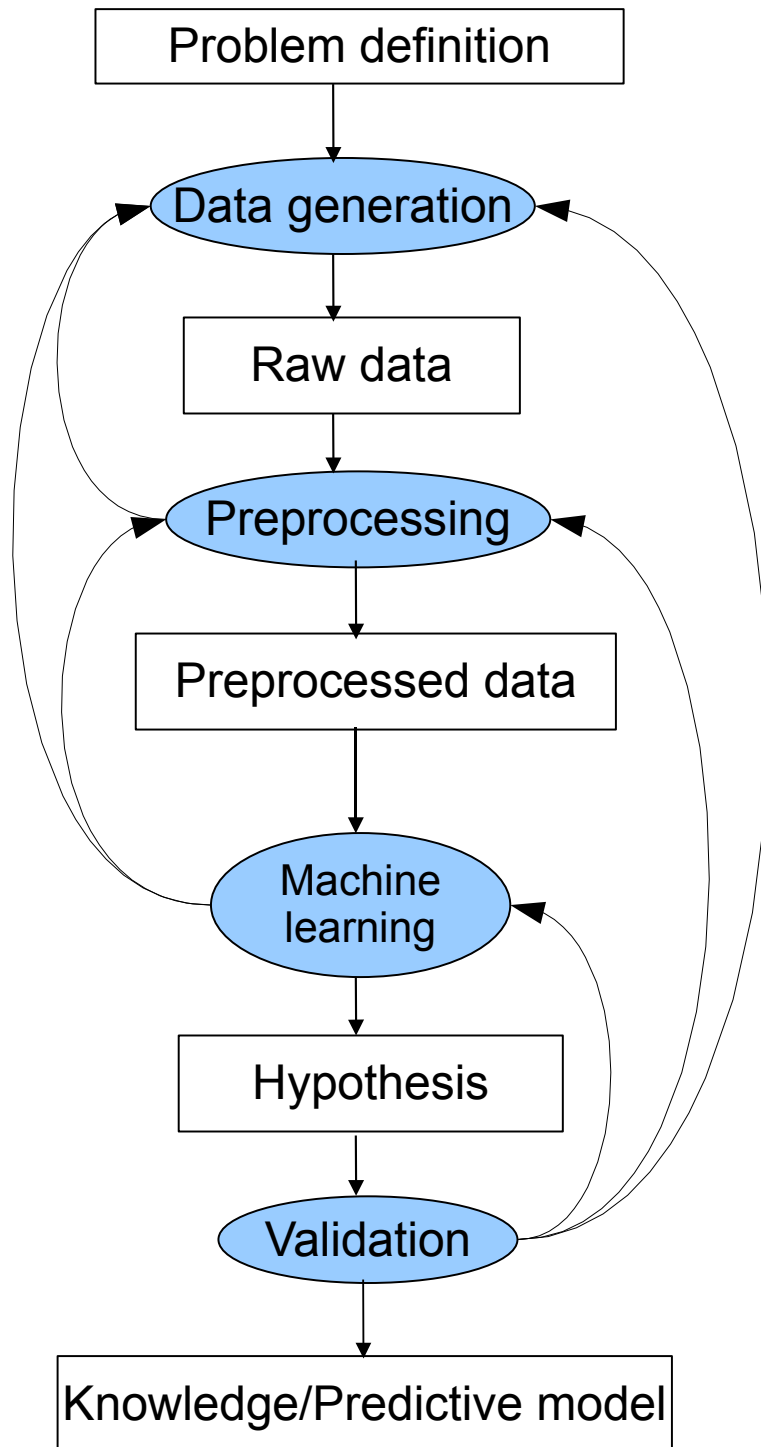 Problem definition
Data generation
Raw data
Preprocessing
Preprocessed data
Machine
learning
Hypothesis
Validation
Knowledge/Predictive model